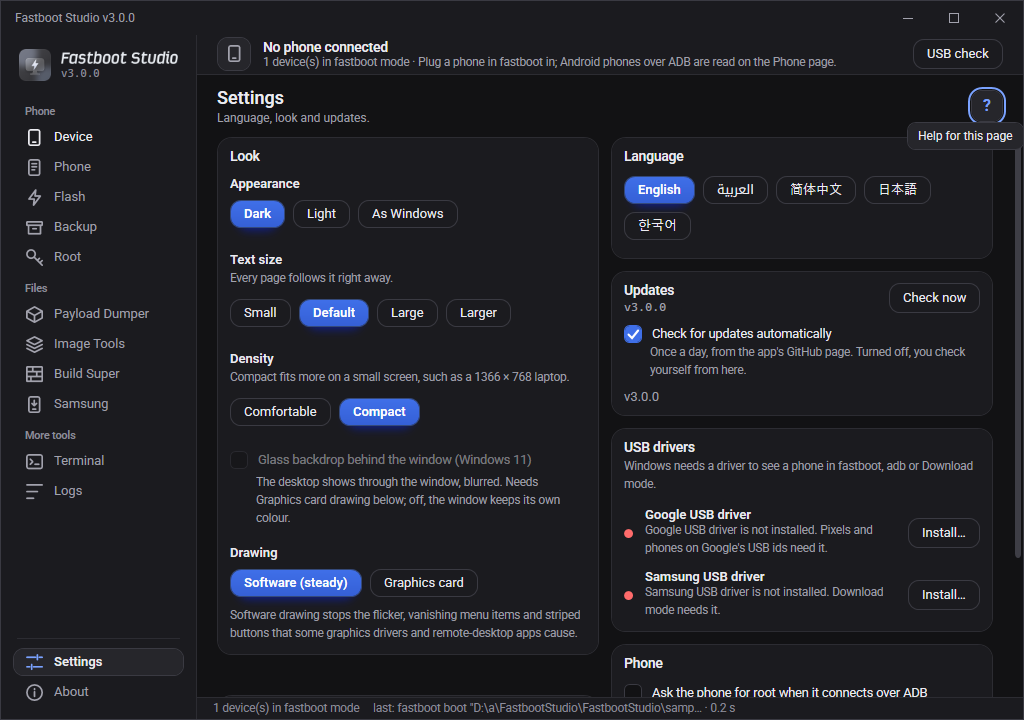 Fastboot Studio v3.0.0
Fastboot Studio
v3.0.0
Phone
Device
Phone
Flash
Backup
Root
Files
Payload Dumper
Image Tools
Build Super
Samsung
More tools
Terminal
Logs
Settings
About
No phone connected
1 device(s) in fastboot mode · Plug a phone in fastboot in; Android phones over ADB are read on the Phone page.
USB check
Settings
Language, look and updates.
?
Help for this page
Look
Appearance
Dark
Light
As Windows
Text size
Every page follows it right away.
Small
Default
Large
Larger
Density
Compact fits more on a small screen, such as a 1366 × 768 laptop.
Comfortable
Compact
Glass backdrop behind the window (Windows 11)
The desktop shows through the window, blurred. Needs
Graphics card drawing below; off, the window keeps its own
colour.
Drawing
Software (steady)
Graphics card
Software drawing stops the flicker, vanishing menu items and striped
buttons that some graphics drivers and remote-desktop apps cause.
Language
English
العربية
简体中文
日本語
한국어
Updates
v3.0.0
Check now
Check for updates automatically
Once a day, from the app's GitHub page. Turned off, you check
yourself from here.
v3.0.0
USB drivers
Windows needs a driver to see a phone in fastboot, adb or Download
mode.
Google USB driver
Google USB driver is not installed. Pixels and
phones on Google's USB ids need it.
Install...
Samsung USB driver
Samsung USB driver is not installed. Download
mode needs it.
Install...
Phone
Ask the phone for root when it connects over ADB
1 device(s) in fastboot mode
last: fastboot boot "D:\a\FastbootStudio\FastbootStudio\samp... · 0.2 s